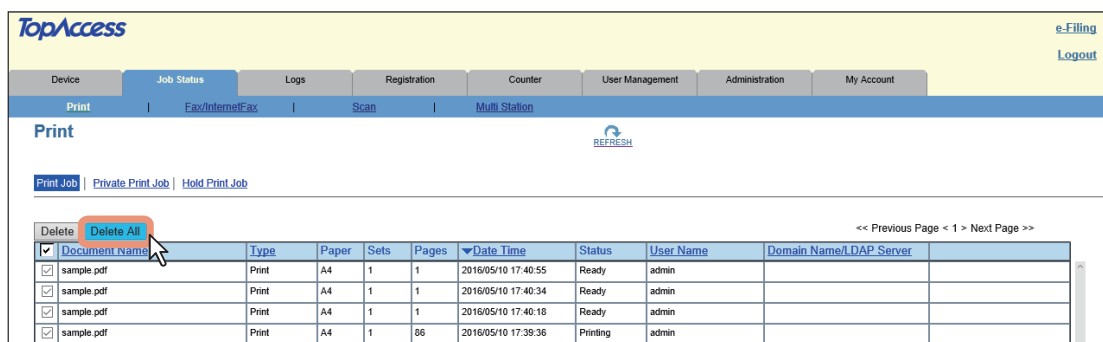 TopAccess
e-Filing
Logout
Device Job Status Logs Registration Counter User Management Administration My Account
Print | Fax/InternetFax | Scan | Multi Station
Print
REFRESH
Print Job | Private Print Job | Hold Print Job
Delete Delete All << Previous Page < 1 > Next Page >>
Document Name Type Paper Sets Pages Date Time Status User Name Domain Name/LDAP Server
sample.pdf Print A4 1 1 2016/05/10 17:40:55 Ready admin
sample.pdf Print A4 1 1 2016/05/10 17:40:34 Ready admin
sample.pdf Print A4 1 1 2016/05/10 17:40:18 Ready admin
sample.pdf Print A4 1 86 2016/05/10 17:39:36 Printing admin